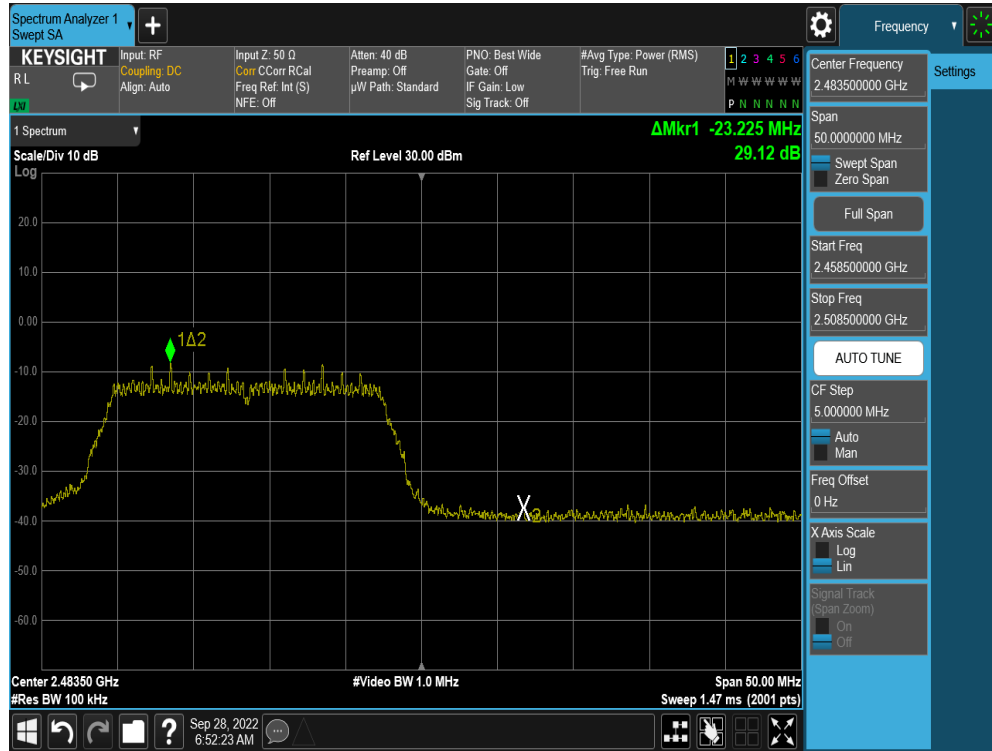 Spectrum Analyzer 1
Swept SA
+
Frequency
KEYSIGHT
R L
LXI
Input: RF
Coupling: DC
Align: Auto
Input Z: 50 Ω
Corr CCorr RCal
Freq Ref: Int (S)
NFE: Off
Atten: 40 dB
Preamp: Off
µW Path: Standard
PNO: Best Wide
Gate: Off
IF Gain: Low
Sig Track: Off
#Avg Type: Power (RMS)
Trig: Free Run
1 2 3 4 5 6
M W W W W W
P N N N N N
1 Spectrum
Scale/Div 10 dB
Log
Ref Level 30.00 dBm
ΔMkr1 -23.225 MHz
29.12 dB
20.0
10.0
0.00
-10.0
-20.0
-30.0
-40.0
-50.0
-60.0
1Δ2
X
2
Center 2.48350 GHz
#Res BW 100 kHz
#Video BW 1.0 MHz
Span 50.00 MHz
Sweep 1.47 ms (2001 pts)
Center Frequency
2.483500000 GHz
Settings
Span
50.0000000 MHz
Swept Span
Zero Span
Full Span
Start Freq
2.458500000 GHz
Stop Freq
2.508500000 GHz
AUTO TUNE
CF Step
5.000000 MHz
Auto
Man
Freq Offset
0 Hz
X Axis Scale
Log
Lin
Signal Track
(Span Zoom)
On
Off
?
Sep 28, 2022
6:52:23 AM